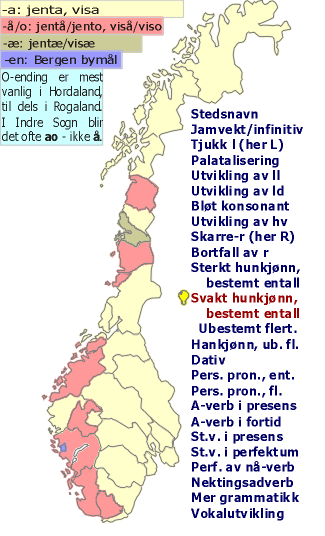 -a: jenta, visa
-å/o: jentå/jento, viså/viso
-æ: jentæ/visæ
-en: Bergen bymål
O-ending er mest
vanlig i Hordaland,
til dels i Rogaland.
I Indre Sogn blir
det ofte ao - ikke å.
Stedsnavn
Jamvekt/infinitiv
Tjukk l (her L)
Palatalisering
Utvikling av ll
Utvikling av ld
Bløt konsonant
Utvikling av hv
Skarre-r (her R)
Bortfall av r
Sterkt hunkjønn,
bestemt entall
Svakt hunkjønn,
bestemt entall
Ubestemt flert.
Hankjønn, ub. fl.
Dativ
Pers. pron., ent.
Pers. pron., fl.
A-verb i presens
A-verb i fortid
St.v. i presens
St.v. i perfektum
Perf. av nå-verb
Nektingsadverb
Mer grammatikk
Vokalutvikling